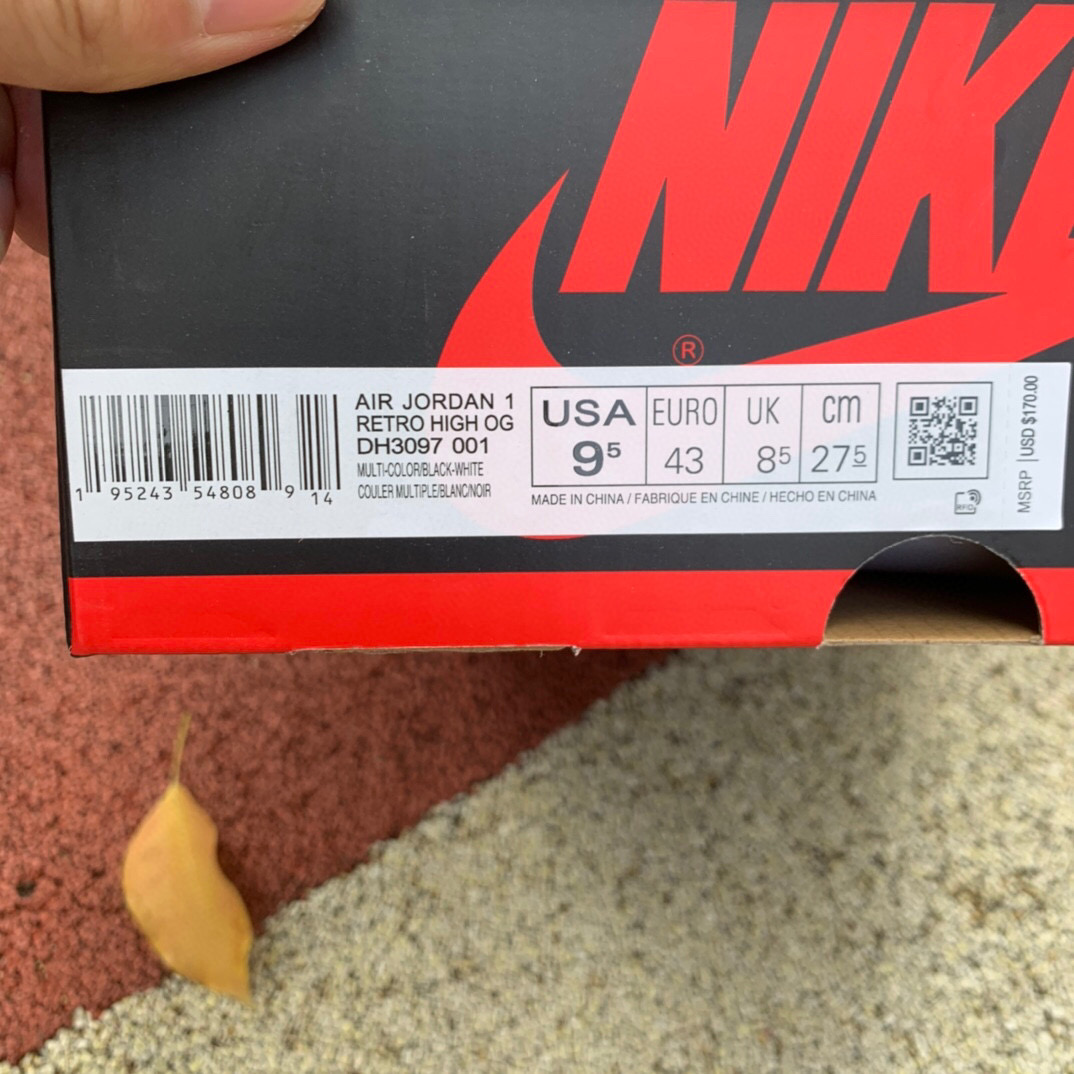 NIKE
®
AIR JORDAN 1
RETRO HIGH OG
DH3097 001
MULTI-COLOR/BLACK-WHITE
COULER MULTIPLE/BLANC/NOIR
1 95243 54808 9 14
USA EURO UK cm
9⁵ 43 8⁵ 27⁵
MADE IN CHINA / FABRIQUE EN CHINE / HECHO EN CHINA
RFID
MSRP | USD $170.00